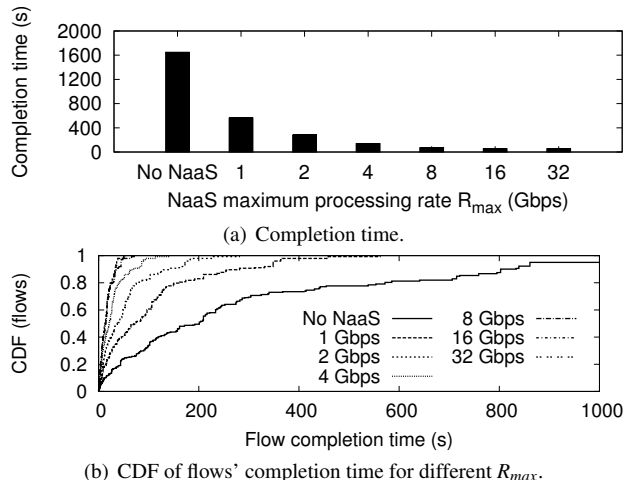 Completion time (s)
2000
1600
1200
800
400
0
No NaaS 1 2 4 8 16 32
NaaS maximum processing rate R_max (Gbps)
(a) Completion time.
CDF (flows)
1
0.8
0.6
0.4
0.2
0
No NaaS
1 Gbps
2 Gbps
4 Gbps
8 Gbps
16 Gbps
32 Gbps
0 200 400 600 800 1000
Flow completion time (s)
(b) CDF of flows' completion time for different R_max.